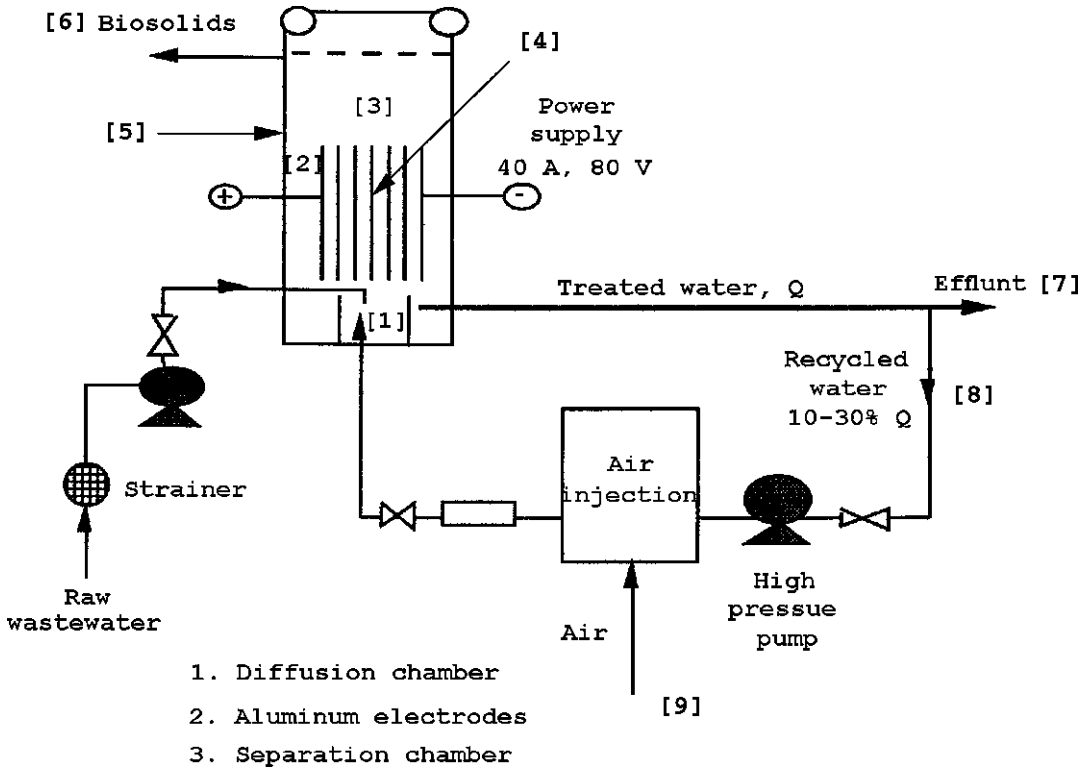 [6] Biosolids
[4]
[3]
Power
supply
40 A, 80 V
[5]
[2]
+
-
Treated water, Q
Efflunt [7]
[1]
Recycled
water
10-30% Q
[8]
Strainer
Air
injection
Raw
wastewater
High
pressue
pump
Air
[9]
1. Diffusion chamber
2. Aluminum electrodes
3. Separation chamber